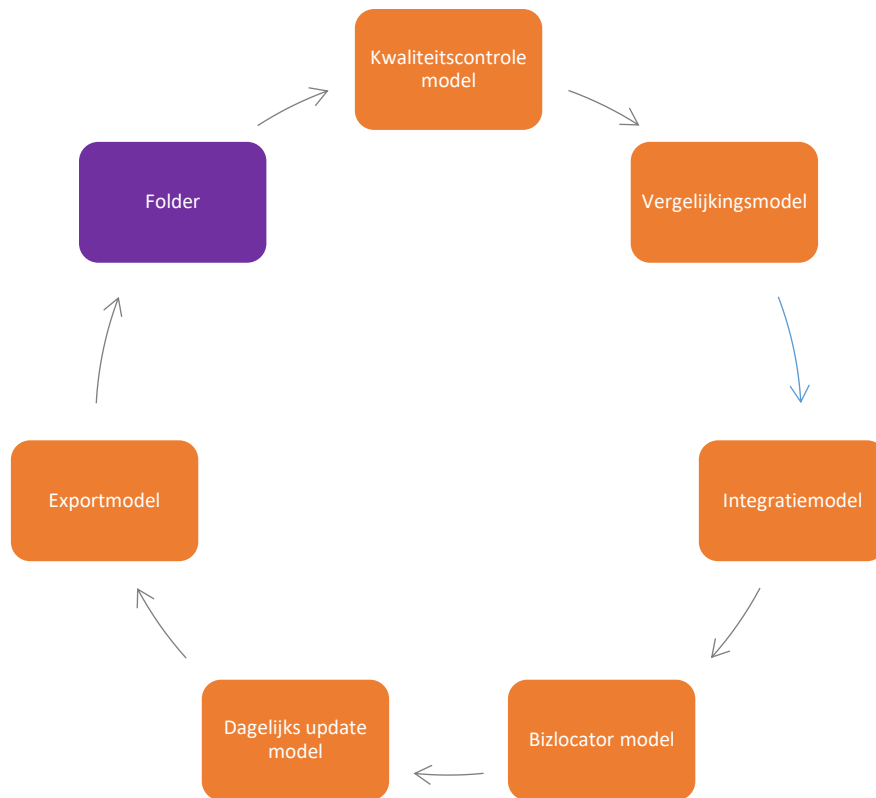 Kwaliteitscontrole
model
Vergelijkingsmodel
Integratiemodel
Bizlocator model
Dagelijks update
model
Exportmodel
Folder